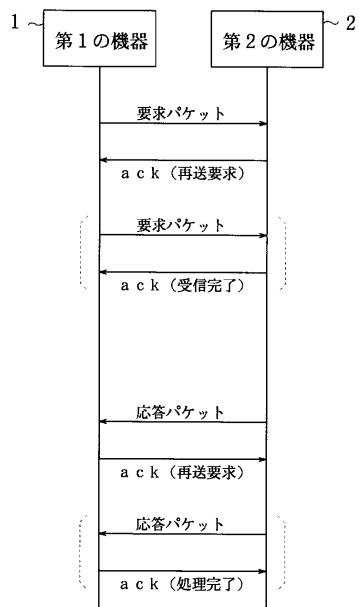 1
第1の機器
第2の機器
2
要求パケット
ack（再送要求）
要求パケット
ack（受信完了）
応答パケット
ack（再送要求）
応答パケット
ack（処理完了）